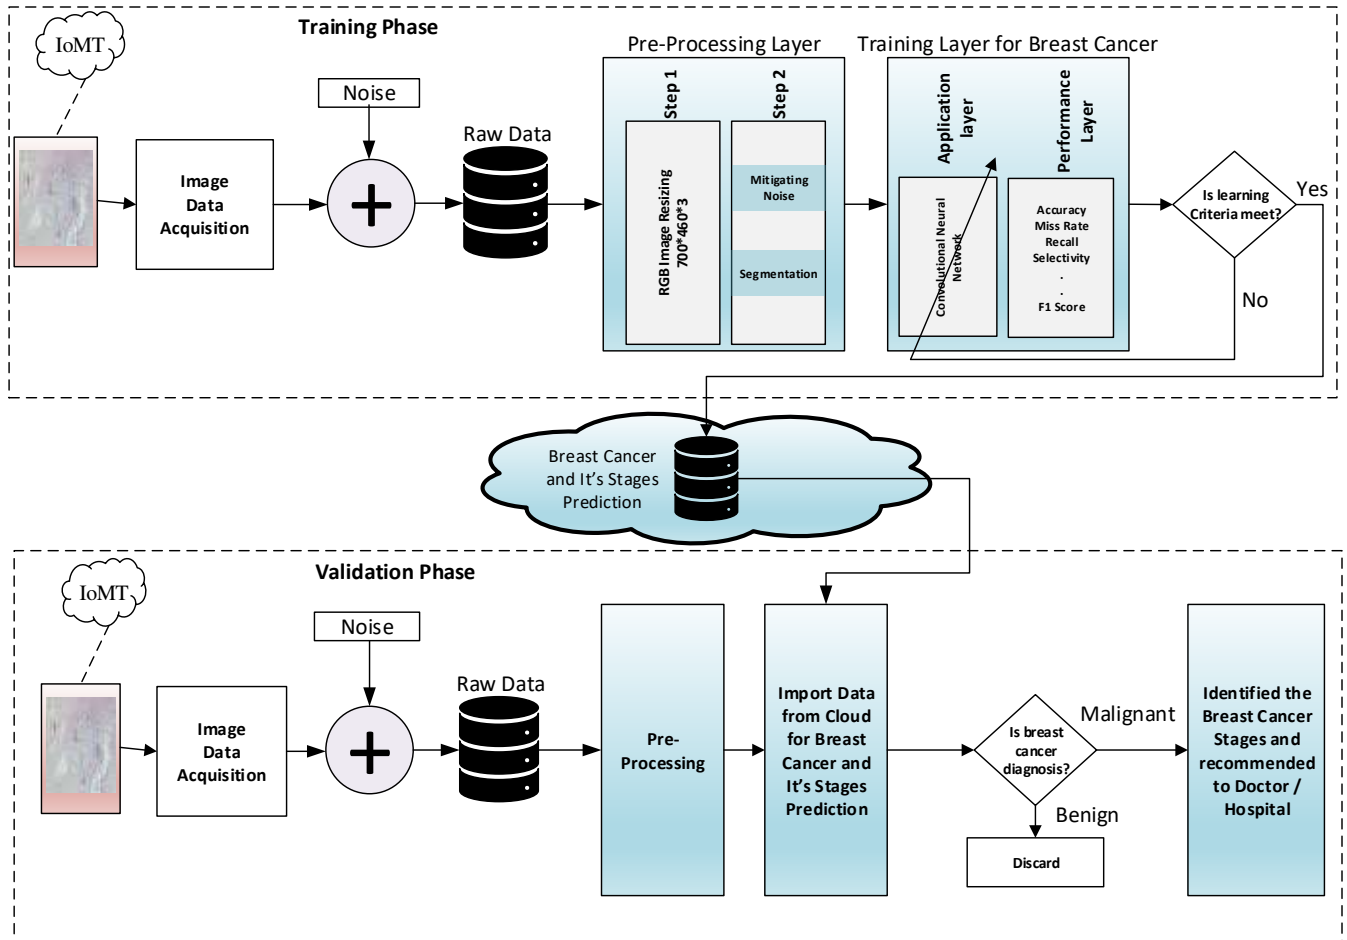 Training Phase
IoMT
Image
Data
Acquisition
Noise
+
Raw Data
Pre-Processing Layer
Step 1
RGB Image Resizing
700*460*3
Step 2
Mitigating
Noise
Segmentation
Training Layer for Breast Cancer
Application
layer
Convolutional Neural
Network
Performance
Layer
Accuracy
Miss Rate
Recall
Selectivity
.
.
F1 Score
Is learning
Criteria meet?
Yes
No
Breast Cancer
and It’s Stages
Prediction
Validation Phase
IoMT
Image
Data
Acquisition
Noise
+
Raw Data
Pre-
Processing
Import Data
from Cloud
for Breast
Cancer and
It’s Stages
Prediction
Is breast
cancer
diagnosis?
Malignant
Benign
Discard
Identified the
Breast Cancer
Stages and
recommended
to Doctor /
Hospital